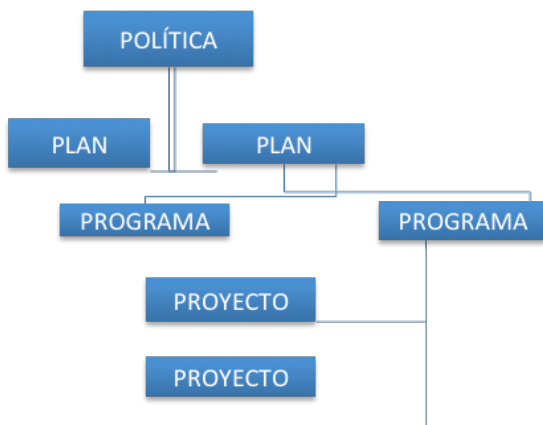 POLÍTICA
PLAN
PLAN
PROGRAMA
PROGRAMA
PROYECTO
PROYECTO